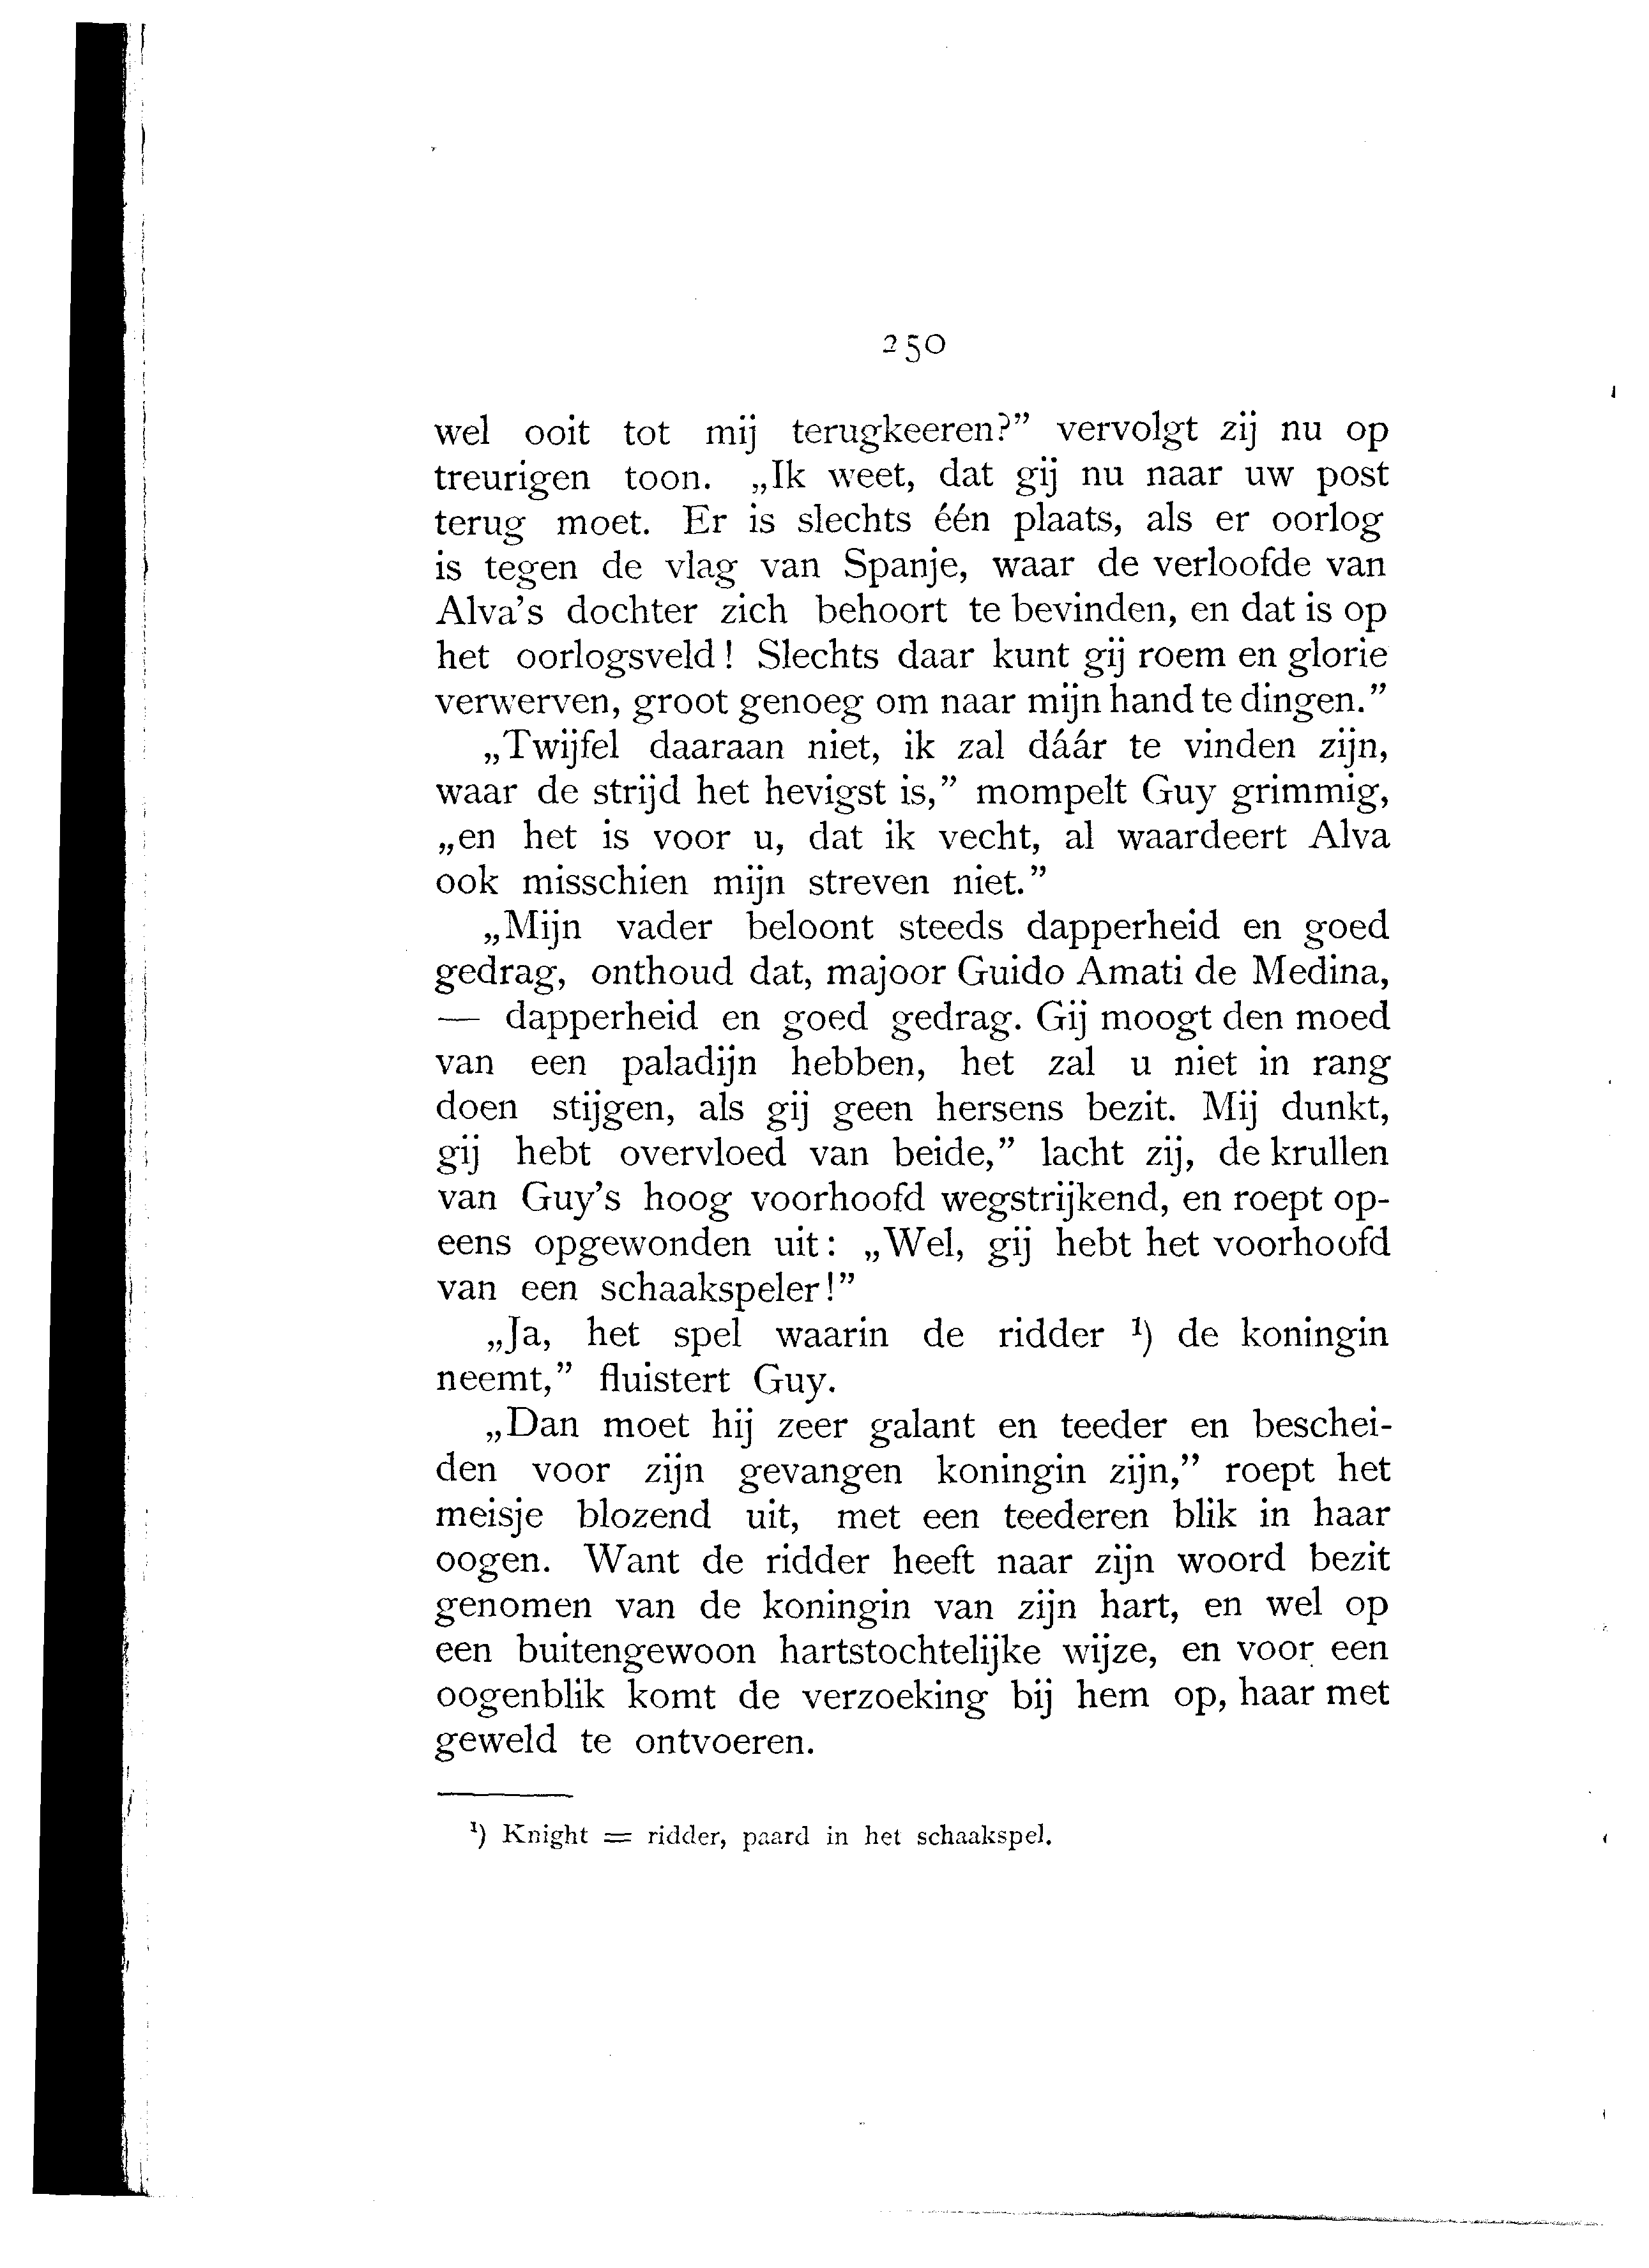 250
wel ooit tot mij terugkeeren?” vervolgt zij nu op
treurigen toon. „Ik weet, dat gij nu naar uw post
terug moet. Er is slechts één plaats, als er oorlog
is tegen de vlag van Spanje, waar de verloofde van
Alva's dochter zich behoort te bevinden, en dat is op
het oorlogsveld! Slechts daar kunt gij roem en glorie
verwerven, groot genoeg om naar mijn hand te dingen.”
„Twijfel daaraan niet, ik zal dáár te vinden zijn,
waar de strijd het hevigst is,” mompelt Guy grimmig,
„en het is voor u, dat ik vecht, al waardeert Alva
ook misschien mijn streven niet.”
„Mijn vader beloont steeds dapperheid en goed
gedrag, onthoud dat, majoor Guido Amati de Medina,
— dapperheid en goed gedrag. Gij moogt den moed
van een paladijn hebben, het zal u niet in rang
doen stijgen, als gij geen hersens bezit. Mij dunkt,
gij hebt overvloed van beide,” lacht zij, de krullen
van Guy's hoog voorhoofd wegstrijkend, en roept op-
eens opgewonden uit: „Wel, gij hebt het voorhoofd
van een schaakspeler!”
„Ja, het spel waarin de ridder ¹) de koningin
neemt,” fluistert Guy.
„Dan moet hij zeer galant en teeder en beschei-
den voor zijn gevangen koningin zijn,” roept het
meisje blozend uit, met een teederen blik in haar
oogen. Want de ridder heeft naar zijn woord bezit
genomen van de koningin van zijn hart, en wel op
een buitengewoon hartstochtelijke wijze, en voor een
oogenblik komt de verzoeking bij hem op, haar met
geweld te ontvoeren.
¹) Knight = ridder, paard in het schaakspel.